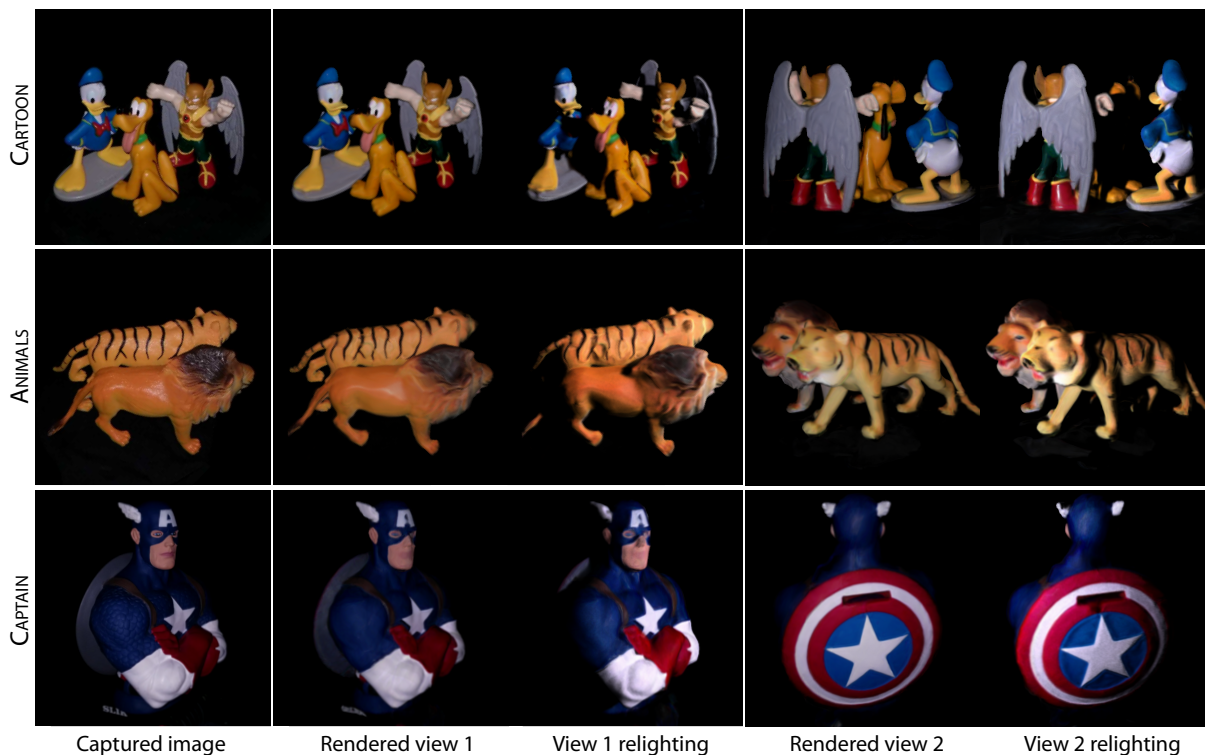 CARTOON
ANIMALS
CAPTAIN
A
A
A
Captured image
Rendered view 1
View 1 relighting
Rendered view 2
View 2 relighting